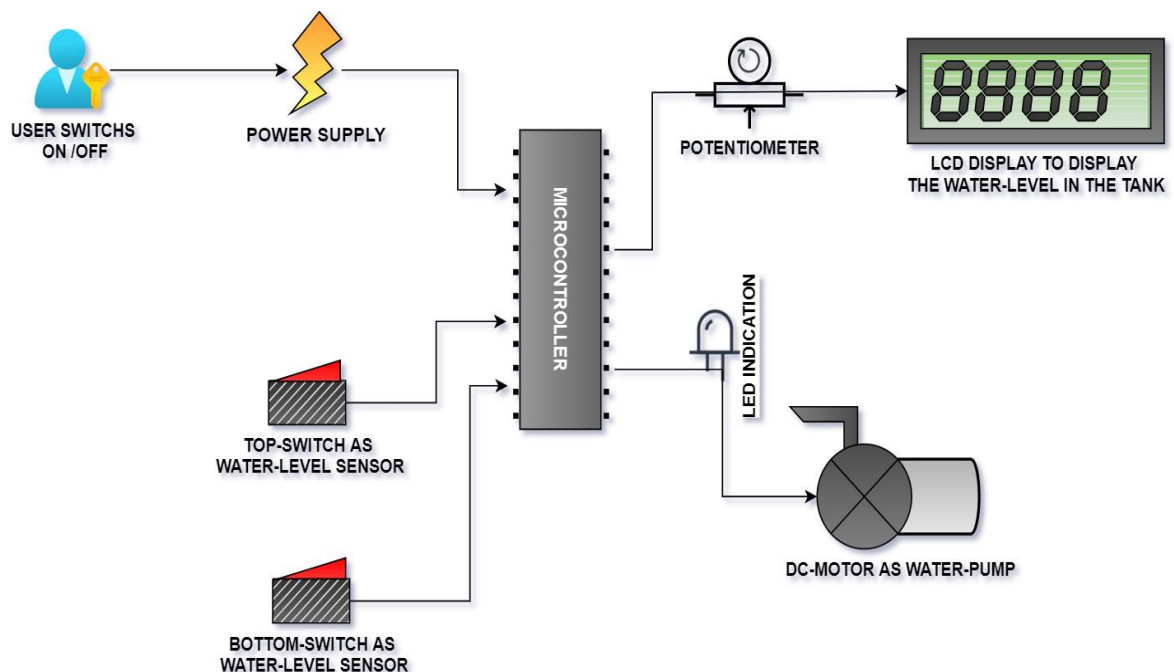 USER SWITCHS
ON /OFF
POWER SUPPLY
MICROCONTROLLER
POTENTIOMETER
8888
LCD DISPLAY TO DISPLAY
THE WATER-LEVEL IN THE TANK
LED INDICATION
TOP-SWITCH AS
WATER-LEVEL SENSOR
DC-MOTOR AS WATER-PUMP
BOTTOM-SWITCH AS
WATER-LEVEL SENSOR